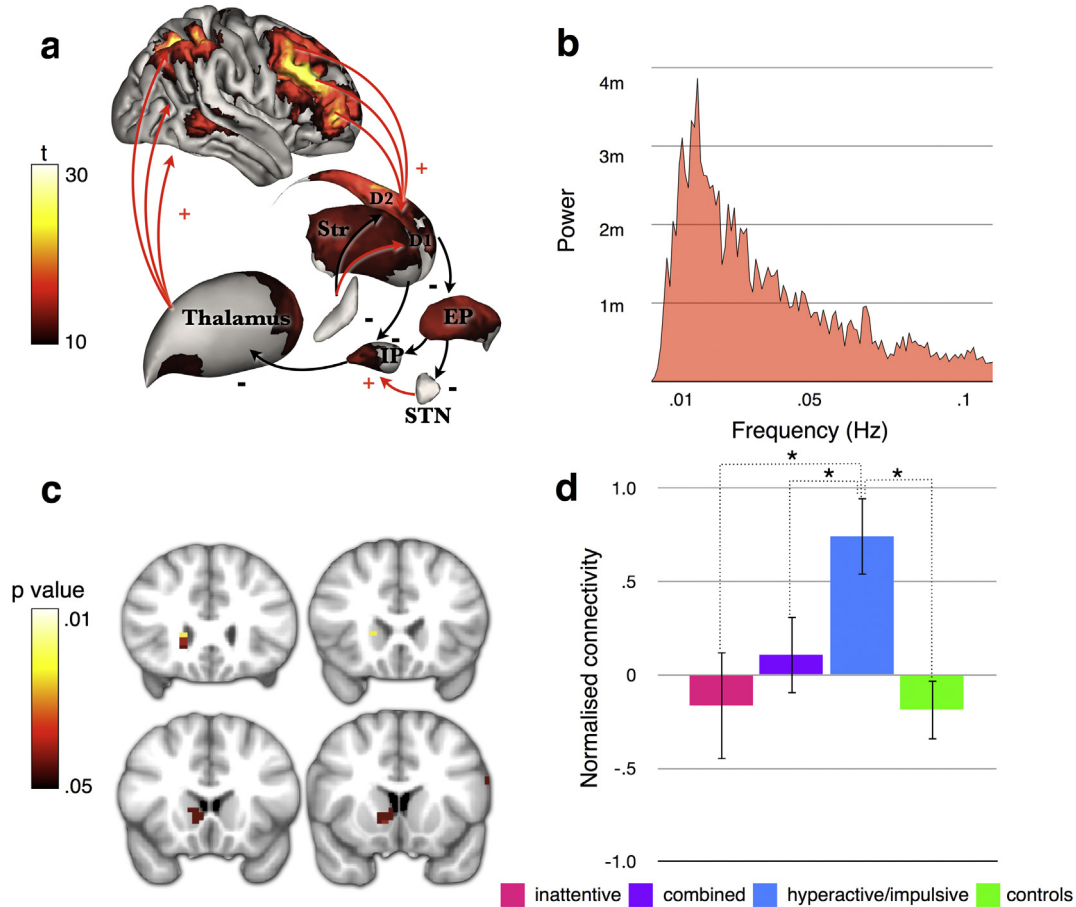 a
t
30
10
D2
D1
Str
+
+
-
-
-
-
-
+
Thalamus
EP
IP
STN
b
4m
3m
2m
1m
Power
.01 .05 .1
Frequency (Hz)
c
p value
.01
.05
d
* * *
1.0
.5
0
-.5
-1.0
Normalised connectivity
inattentive combined hyperactive/impulsive controls